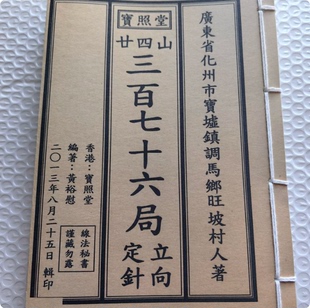 廣東省化州市寶墟鎮調馬鄉旺坡村人著
寶照堂
廿四山
三百七十六局
立向
定針
香港：寶照堂
編著：黃裕慰
二〇一三年八月二十五日 輯印
線法秘書
謹藏勿露